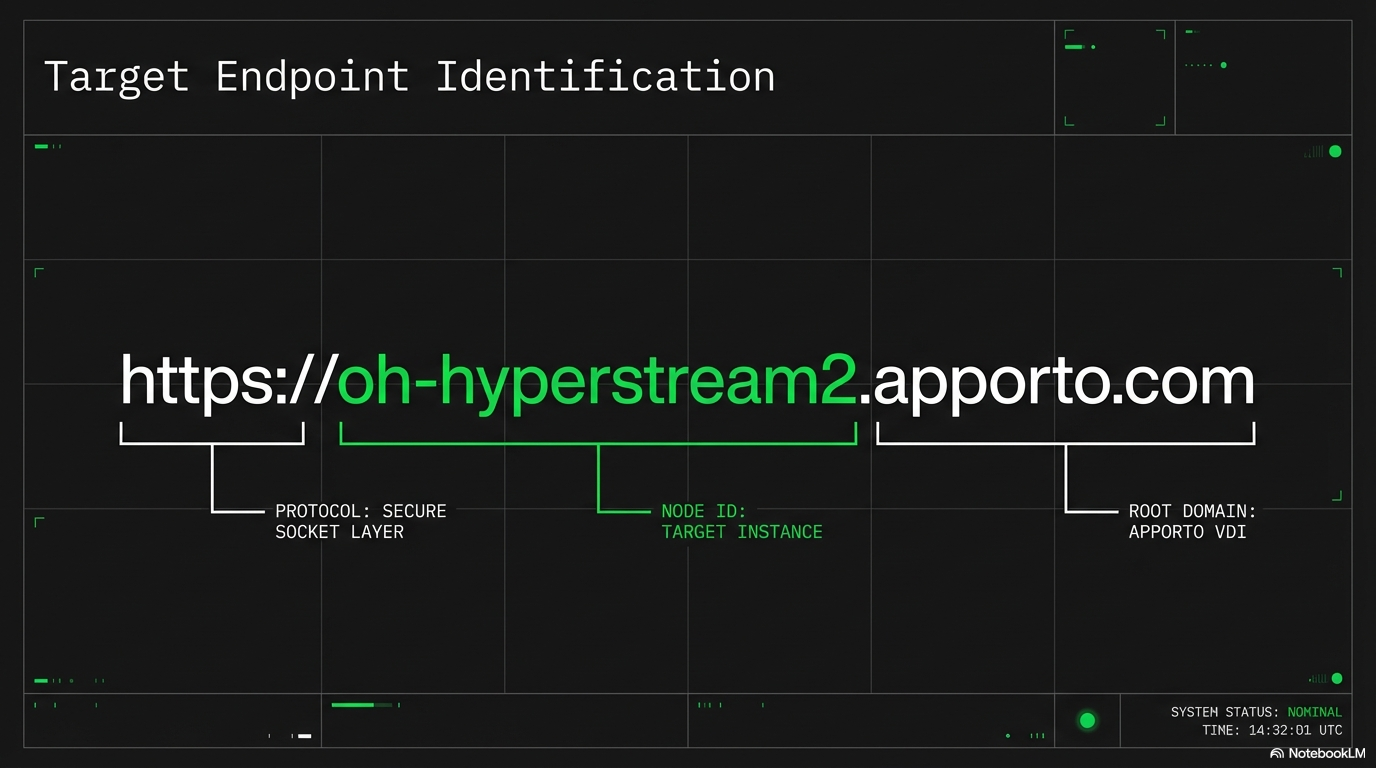 Target Endpoint Identification
https://oh-hyperstream2.apporto.com
PROTOCOL: SECURE
SOCKET LAYER
NODE ID:
TARGET INSTANCE
ROOT DOMAIN:
APPORTO VDI
SYSTEM STATUS: NOMINAL
TIME: 14:32:01 UTC
NotebookLM